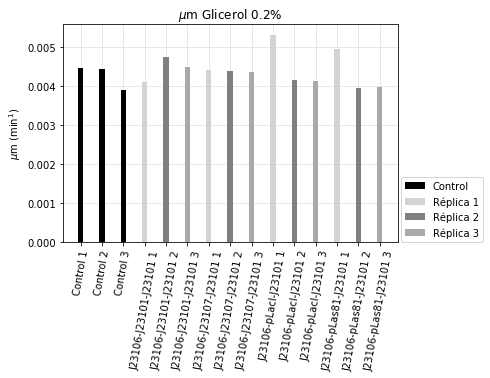 μm Glicerol 0.2%
μm (min¹)
0.005
0.004
0.003
0.002
0.001
0.000
Control
Réplica 1
Réplica 2
Réplica 3
Control 1
Control 2
Control 3
J23106-J23101-J23101 1
J23106-J23101-J23101 2
J23106-J23101-J23101 3
J23106-J23107-J23101 1
J23106-J23107-J23101 2
J23106-J23107-J23101 3
J23106-pLacI-J23101 1
J23106-pLacI-J23101 2
J23106-pLacI-J23101 3
J23106-pLas81-J23101 1
J23106-pLas81-J23101 2
J23106-pLas81-J23101 3